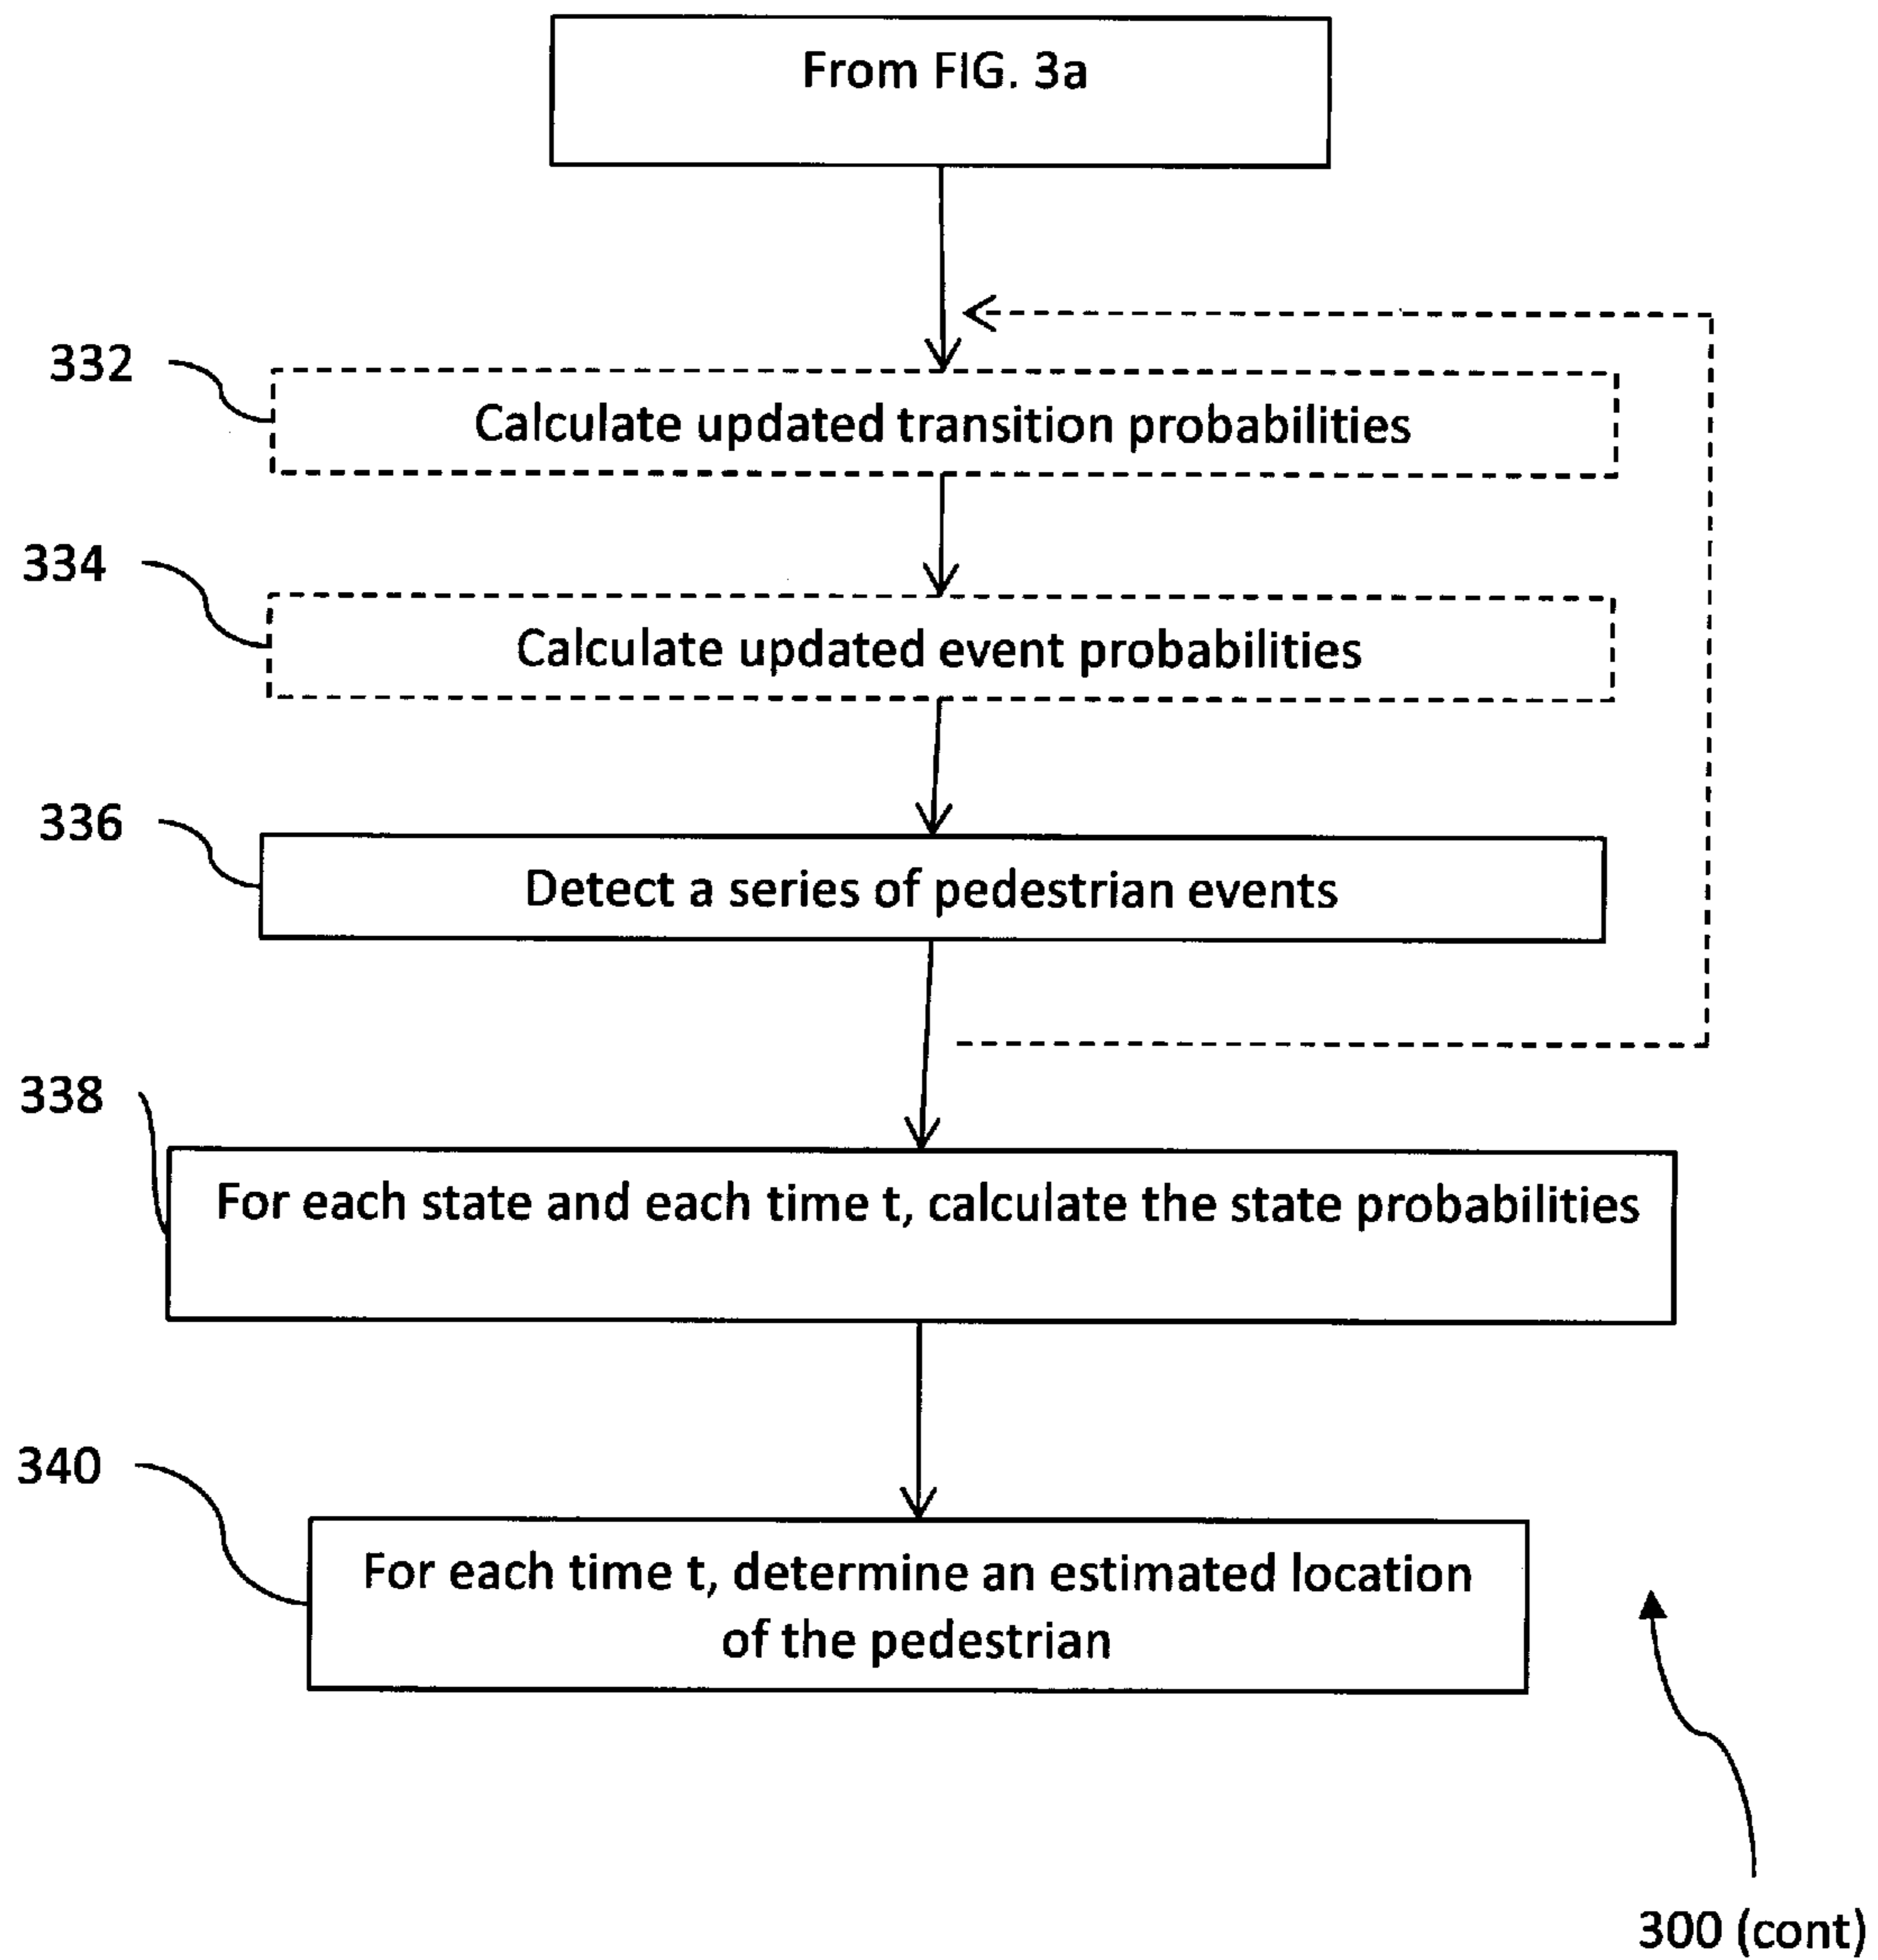 From FIG. 3a
332
Calculate updated transition probabilities
334
Calculate updated event probabilities
336
Detect a series of pedestrian events
338
For each state and each time t, calculate the state probabilities
340
For each time t, determine an estimated location
of the pedestrian
300 (cont)